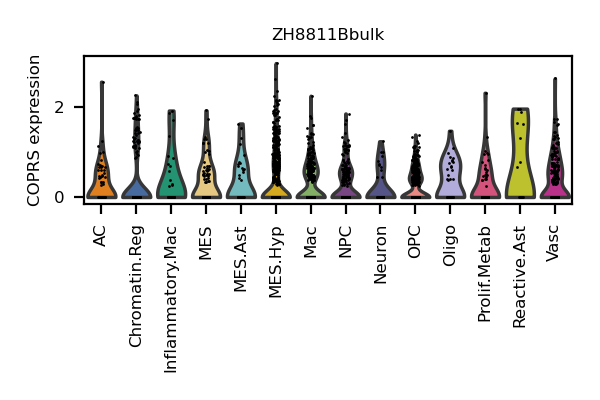 ZH8811Bbulk
COPRS expression
2
0
AC
Chromatin.Reg
Inflammatory.Mac
MES
MES.Ast
MES.Hyp
Mac
NPC
Neuron
OPC
Oligo
Prolif.Metab
Reactive.Ast
Vasc